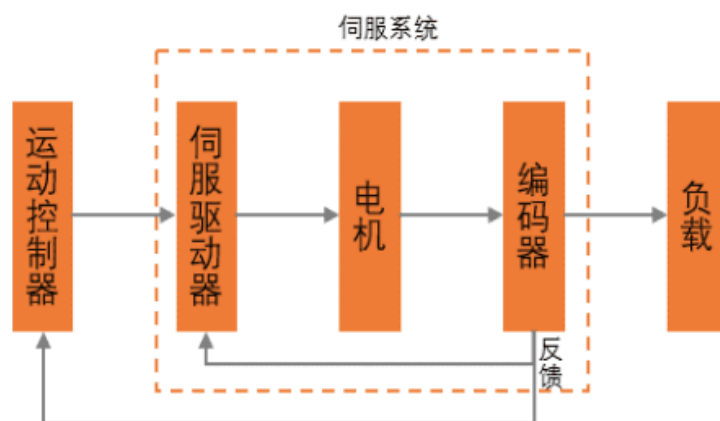 伺服系统
运动控制器
伺服驱动器
电机
编码器
负载
反馈